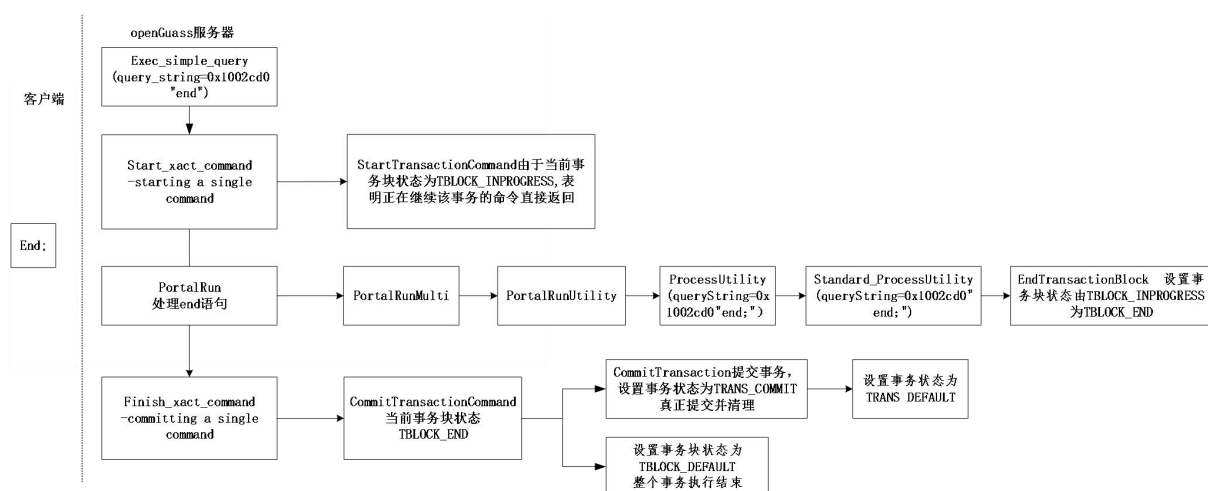 openGuass服务器
Exec_simple_query
(query_string=0x1002cd0
"end")
客户端
Start_xact_command
-starting a single
command
StartTransactionCommand由于当前事
务块状态为TBLOCK_INPROGRESS,表
明正在继续该事务的命令直接返回
End;
PortalRun
处理end语句
PortalRunMulti
PortalRunUtility
ProcessUtility
(queryString=0x
1002cd0"end;")
Standard_ProcessUtility
(queryString=0x1002cd0"
end;")
EndTransactionBlock 设置事
务块状态由TBLOCK_INPROGRESS
为TBLOCK_END
Finish_xact_command
-committing a single
command
CommitTransactionCommand
当前事务块状态
TBLOCK_END
CommitTransaction提交事务，
设置事务状态为TRANS_COMMIT
真正提交并清理
设置事务状态为
TRANS DEFAULT
设置事务块状态为
TBLOCK_DEFAULT
整个事务执行结束